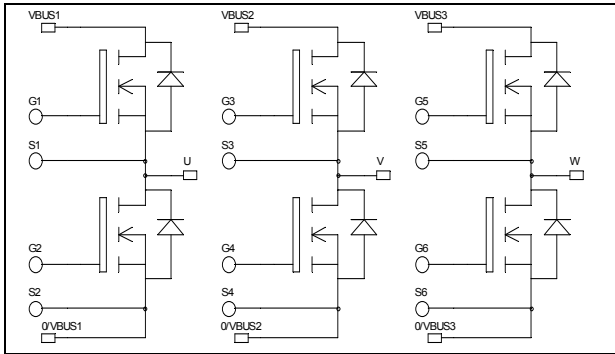 VBUS1 VBUS2 VBUS3
G1 G3 G5
S1 S3 S5
U V W
G2 G4 G6
S2 S4 S6
0/VBUS1 0/VBUS2 0/VBUS3